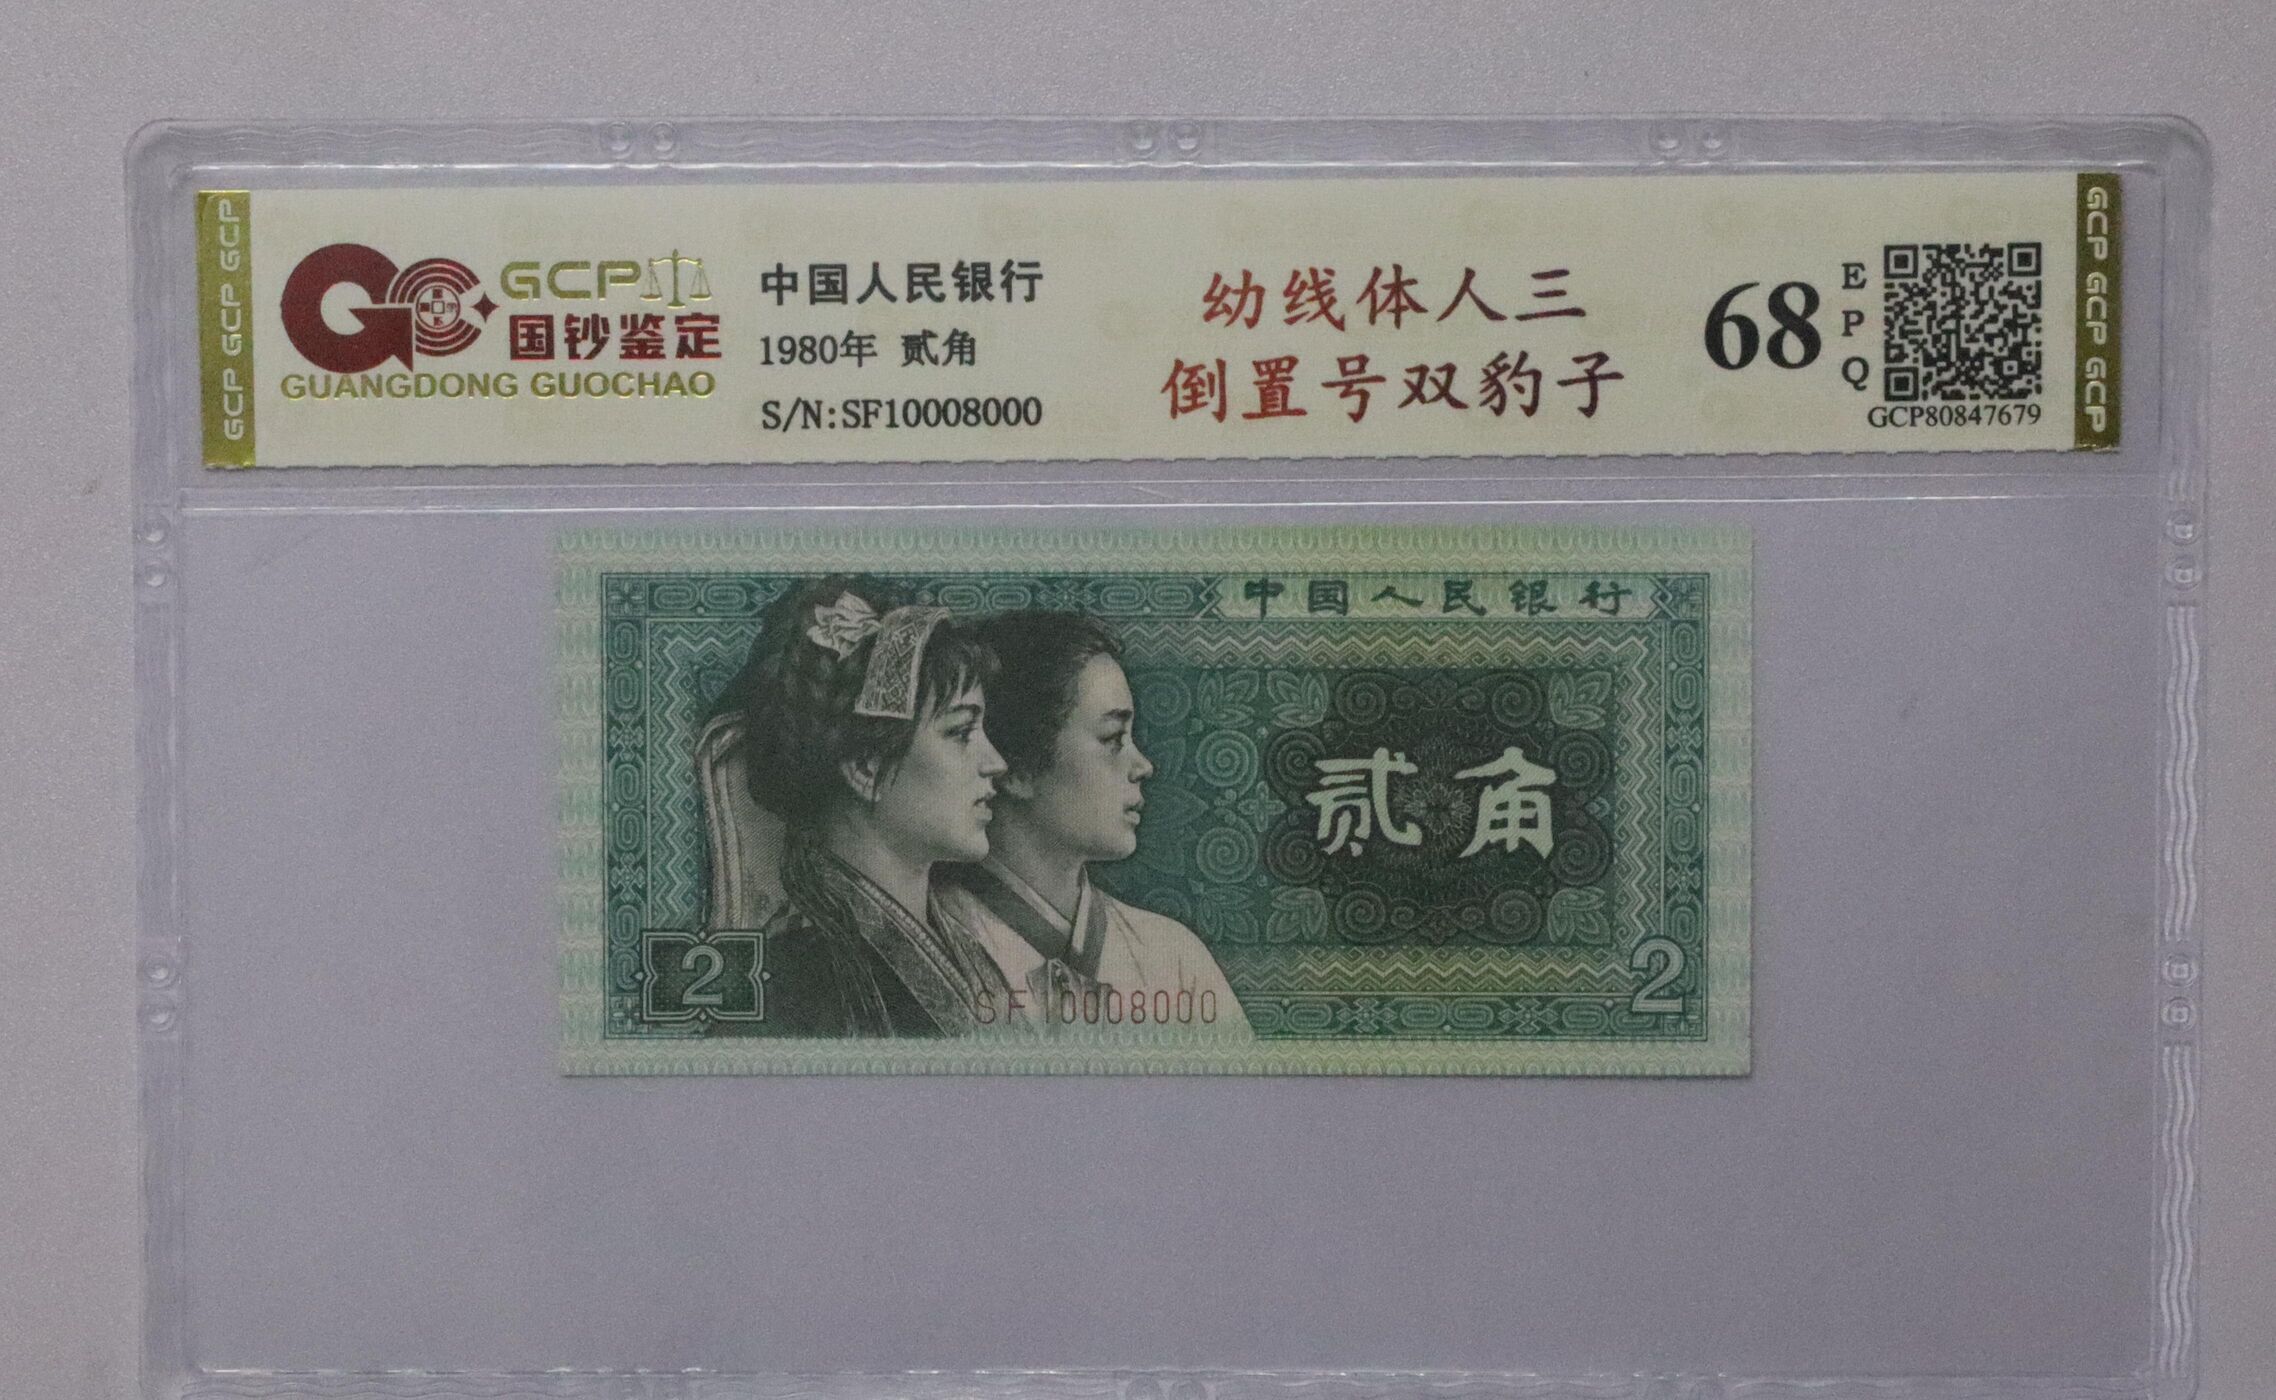 GCP GCP GCP
GCP
国钞鉴定
GUANGDONG GUOCHAO
中国人民银行
1980年 贰角
S/N:SF10008000
幼线体人三
倒置号双豹子
68
E
P
Q
GCP80847679
GCP GCP GCP
中国人民银行
贰角
2
SF10008000
2